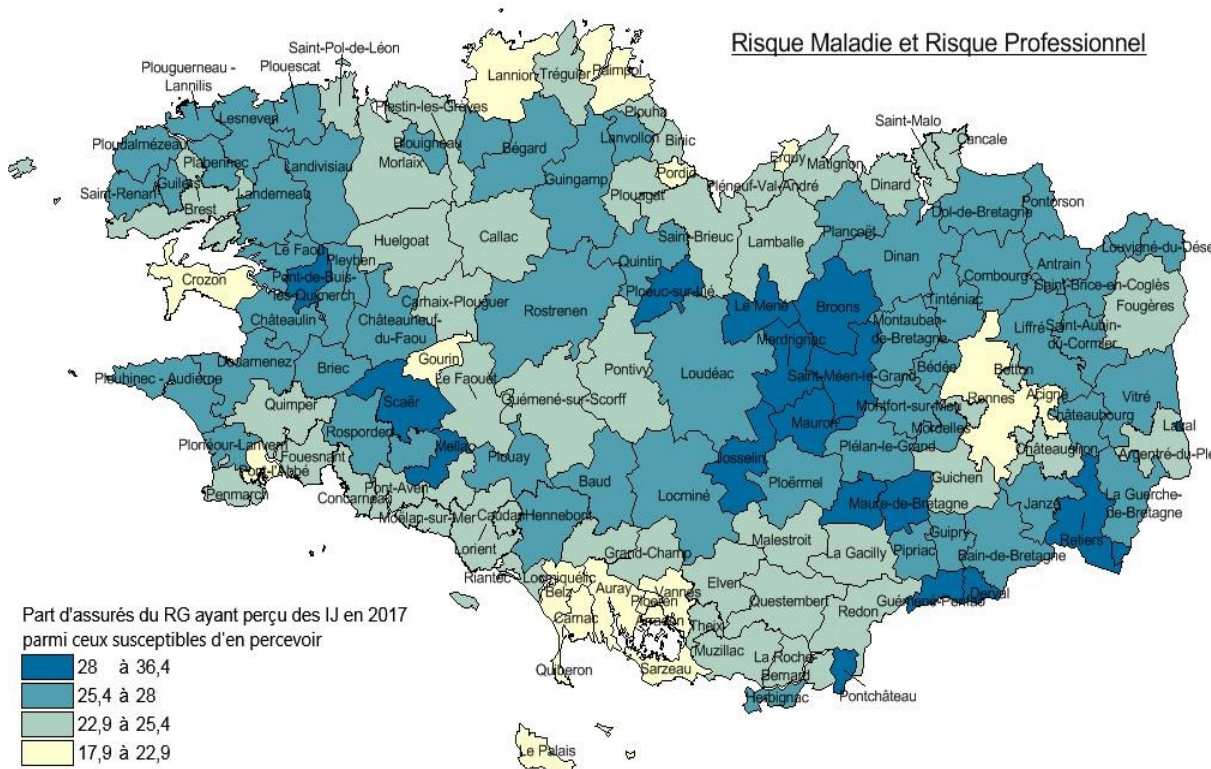 Risque Maladie et Risque Professionnel
Saint-Pol-de-Léon
Plouguerneau -
Lannilis
Plouescat
Lannion
Tréguier
Paimpol
Lesneven
Plestin-les-Grèves
Plouha
Saint-Malo
Cancale
Ploudalmézeau
Plouigneau
Bégard
Lanvollon
Binic
Erquy
Matignon
Plabennec
Landivisiau
Morlaix
Pordic
Pléneuf-Val-André
Dinard
Saint-Renan
Guilers
Landerneau
Guingamp
Plouagat
Pontorson
Brest
Dol-de-Bretagne
Plancoët
Huelgoat
Callac
Saint-Brieuc
Lamballe
Le Faou
Pleyben
Quintin
Dinan
Antrain
Louvigné-du-Dése
Crozon
Pont-de-Buis-
lès-Quimerch
Combourg
Saint-Brice-en-Coglès
Ploeuc-sur-Lié
Le Mené
Broons
Tinténiac
Fougères
Carhaix-Plouguer
Rostrenen
Châteaulin
Châteauneuf-
du-Faou
Merdrignac
Montauban-
de-Bretagne
Liffré
Saint-Aubin-
du-Cormier
Douarnenez
Briec
Gourin
Le Faouët
Pontivy
Loudéac
Bédée
Betton
Plouhinec - Audierne
Saint-Méen-le-Grand
Rennes
Acigné
Vitré
Quimper
Scaër
Guémené-sur-Scorff
Montfort-sur-Meu
Châteaubourg
Mauron
Mordelles
Laval
Rosporden
Plonéour-Lanvern
Mellac
Plouay
Josselin
Plélan-le-Grand
Châteaugiron
Argentré-du-Ple
Fouesnant
Pont-l'Abbé
Guichen
Penmarch
Concarneau
Pont-Aven
Baud
Locminé
Ploërmel
Maure-de-Bretagne
Janzé
La Guerche-
de-Bretagne
Moëlan-sur-Mer
Caudan
Hennebont
Guipry
Retiers
Malestroit
Lorient
Grand-Champ
La Gacilly
Pipriac
Bain-de-Bretagne
Riantec
Locmiquélic
Belz
Auray
Vannes
Elven
Questembert
Guémené-Penfao
Derval
Carnac
Ploeren
Arradon
Theix
Redon
Muzillac
Quiberon
Sarzeau
La Roche-
Bernard
Pontchâteau
Herbignac
Le Palais
Part d'assurés du RG ayant perçu des IJ en 2017
parmi ceux susceptibles d'en percevoir
28 à 36,4
25,4 à 28
22,9 à 25,4
17,9 à 22,9